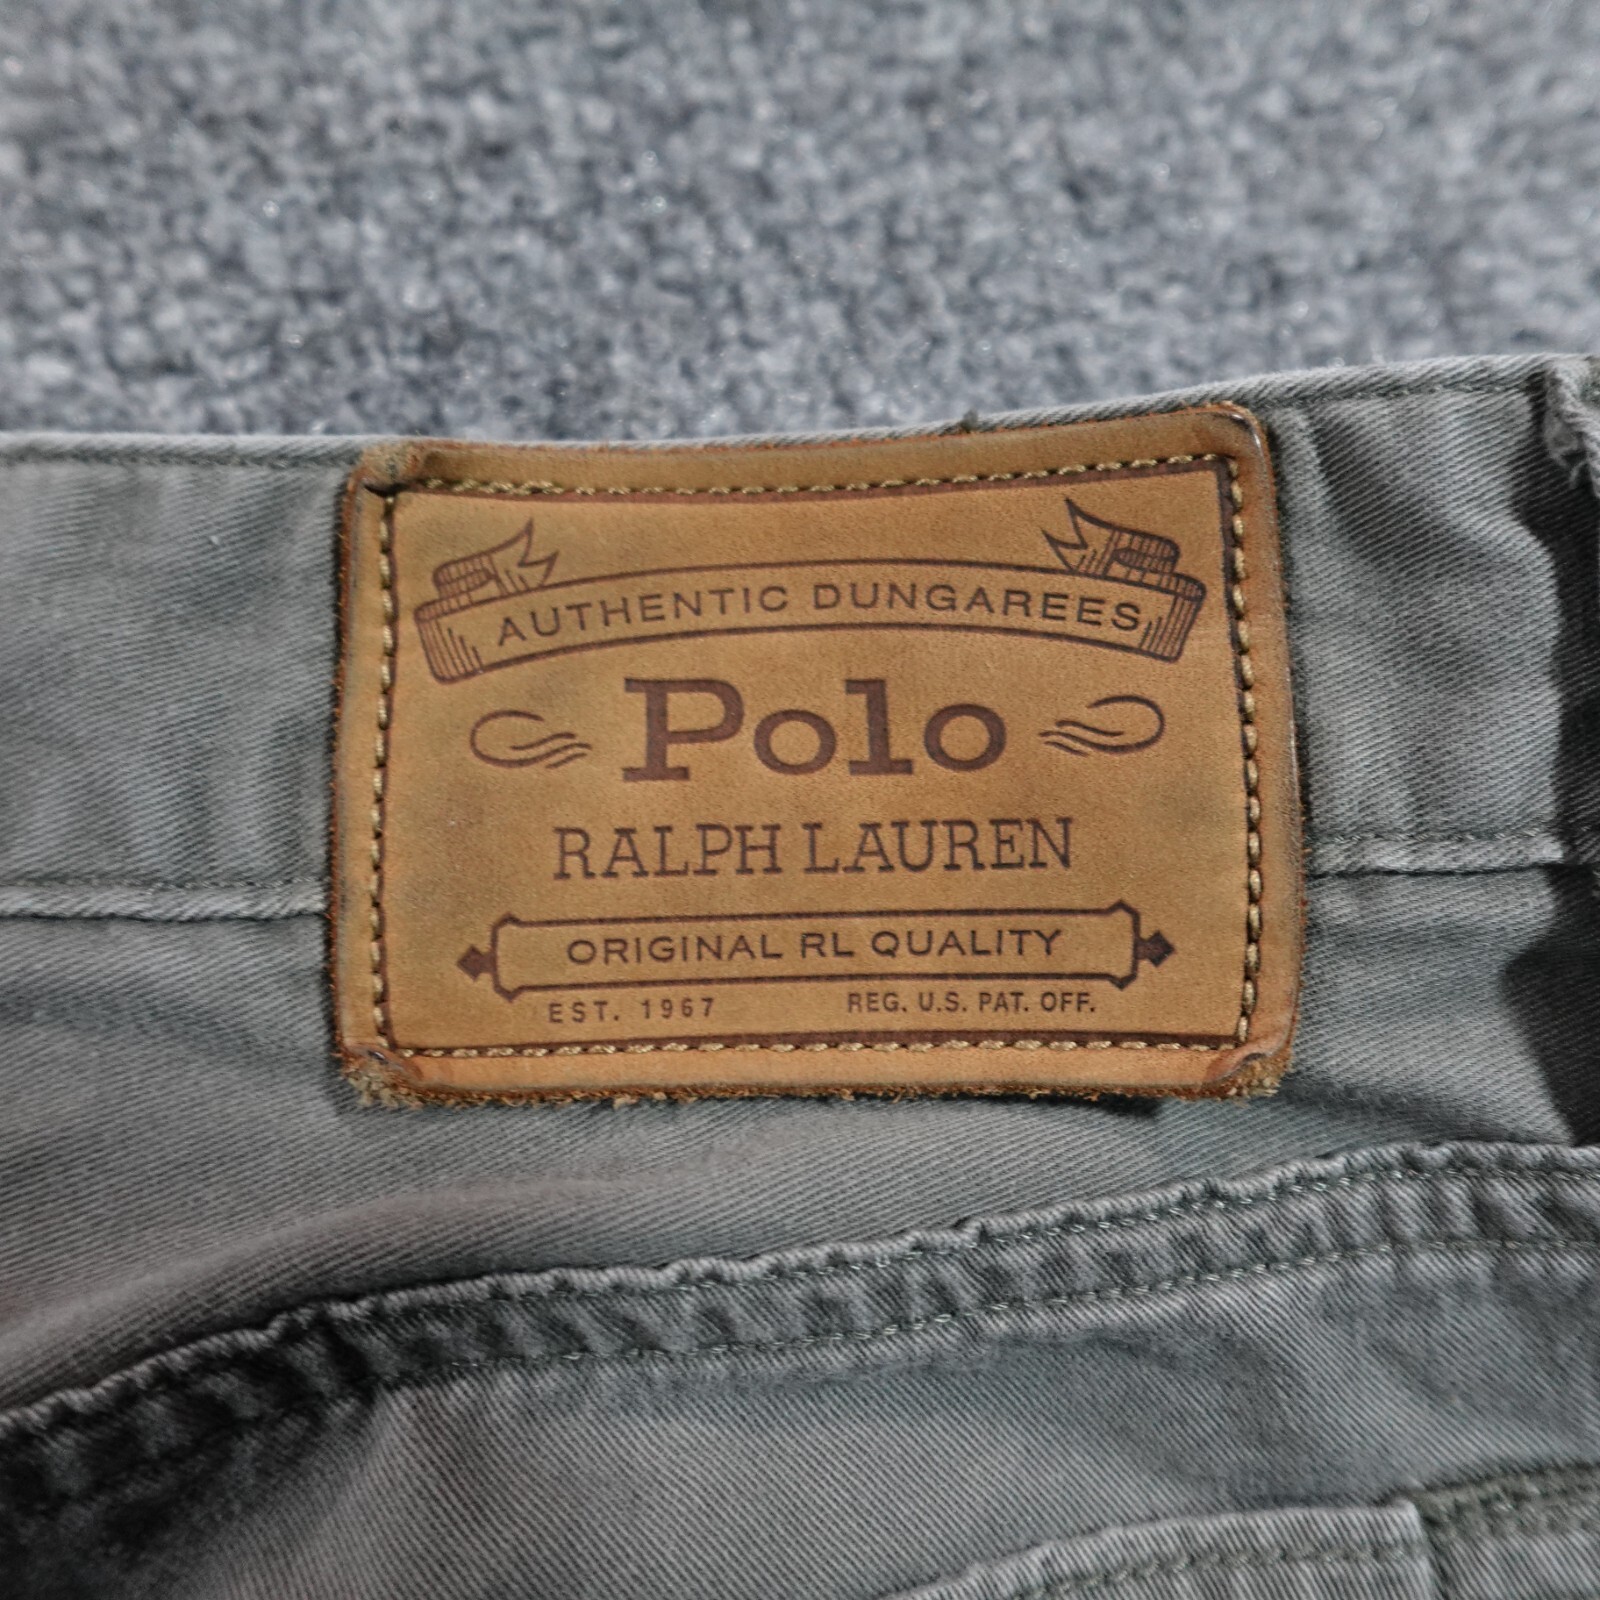 AUTHENTIC DUNGAREES
Polo
RALPH LAUREN
ORIGINAL RL QUALITY
EST. 1967 REG. U.S. PAT. OFF.